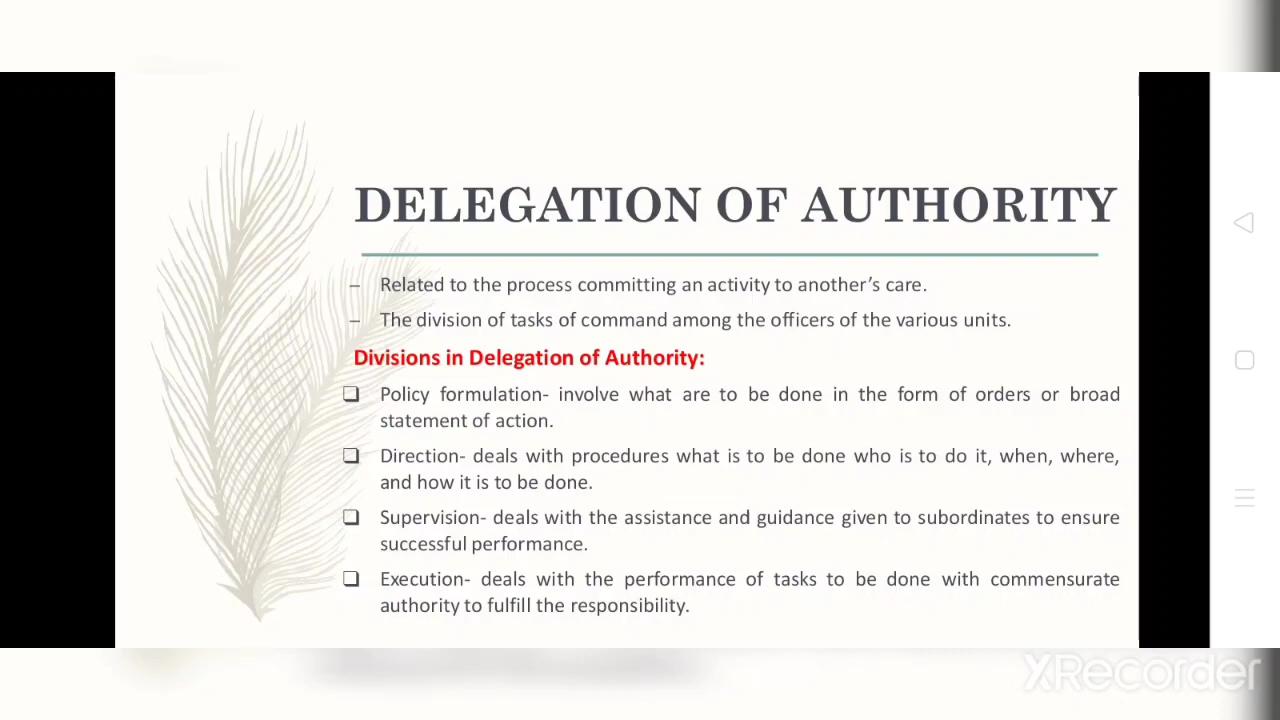 DELEGATION OF AUTHORITY
– Related to the process committing an activity to another's care.
– The division of tasks of command among the officers of the various units.
Divisions in Delegation of Authority:
❑ Policy formulation- involve what are to be done in the form of orders or broad
statement of action.
❑ Direction- deals with procedures what is to be done who is to do it, when, where,
and how it is to be done.
❑ Supervision- deals with the assistance and guidance given to subordinates to ensure
successful performance.
❑ Execution- deals with the performance of tasks to be done with commensurate
authority to fulfill the responsibility.
XRecorder